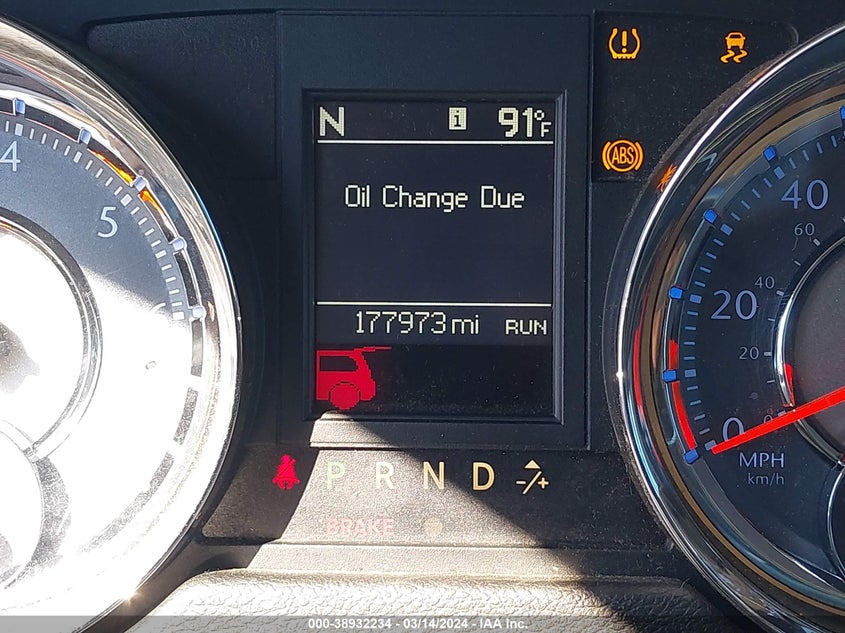 N i 91°F
Oil Change Due
177973 mi RUN
P R N D -/+
BRAKE
ABS
4
5
40
60
20
40
20
0
0
MPH
km/h
000-38932234 - 03/14/2024 - IAA Inc.